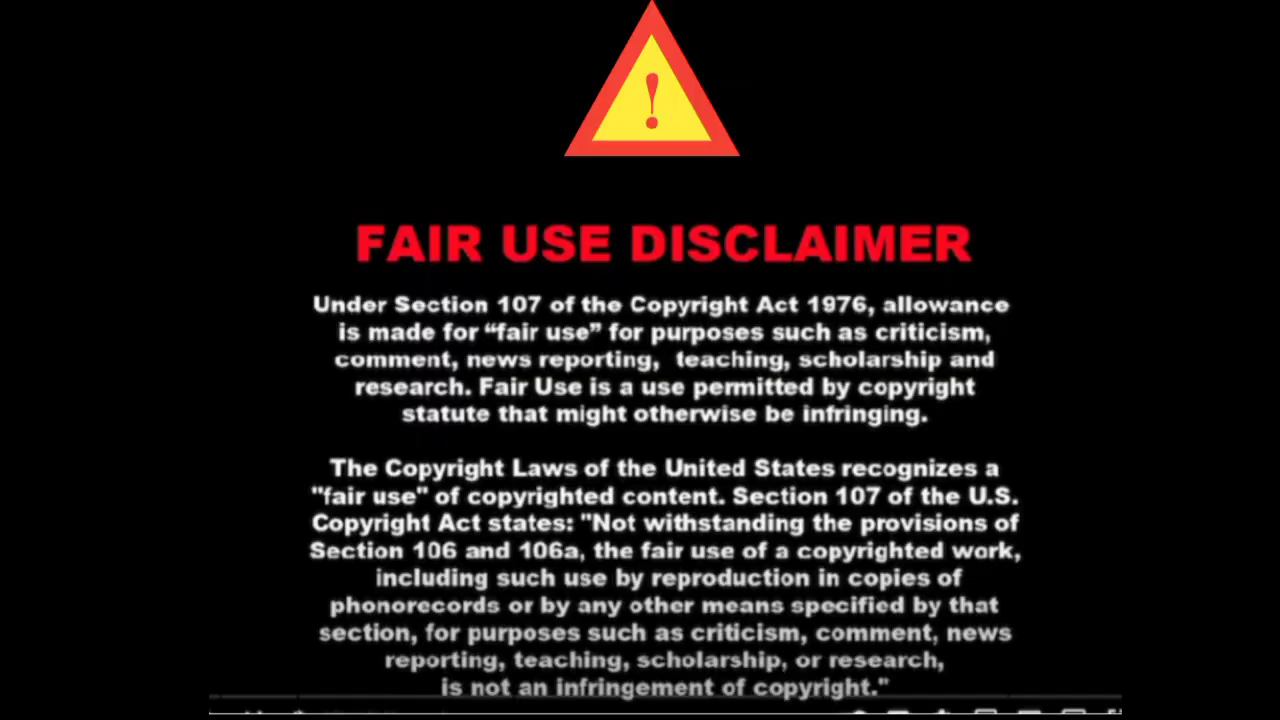 !
FAIR USE DISCLAIMER
Under Section 107 of the Copyright Act 1976, allowance
is made for “fair use” for purposes such as criticism,
comment, news reporting, teaching, scholarship and
research. Fair Use is a use permitted by copyright
statute that might otherwise be infringing.
The Copyright Laws of the United States recognizes a
"fair use" of copyrighted content. Section 107 of the U.S.
Copyright Act states: "Not withstanding the provisions of
Section 106 and 106a, the fair use of a copyrighted work,
including such use by reproduction in copies of
phonorecords or by any other means specified by that
section, for purposes such as criticism, comment, news
reporting, teaching, scholarship, or research,
is not an infringement of copyright."